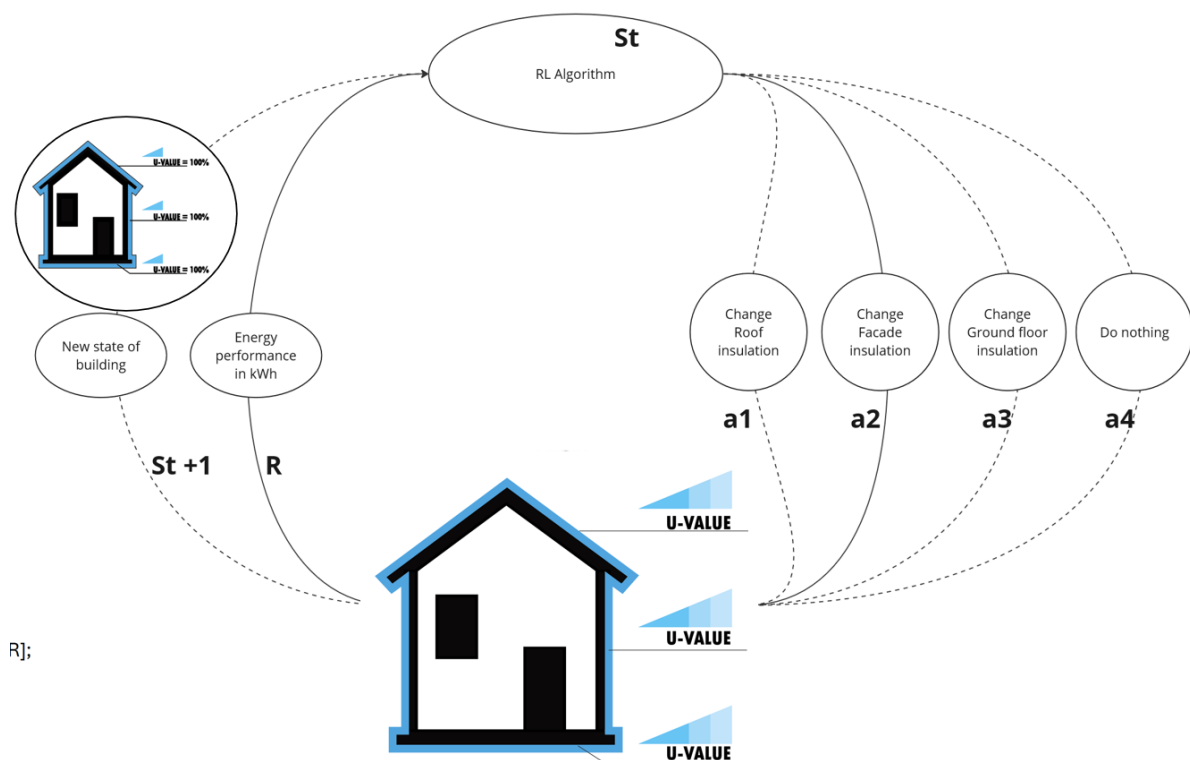 St
RL Algorithm
U-VALUE = 100%
U-VALUE = 100%
U-VALUE = 100%
New state of
building
Energy
performance
in kWh
Change
Roof
insulation
Change
Facade
insulation
Change
Ground floor
insulation
Do nothing
a1
a2
a3
a4
St +1
R
U-VALUE
U-VALUE
R];
U-VALUE